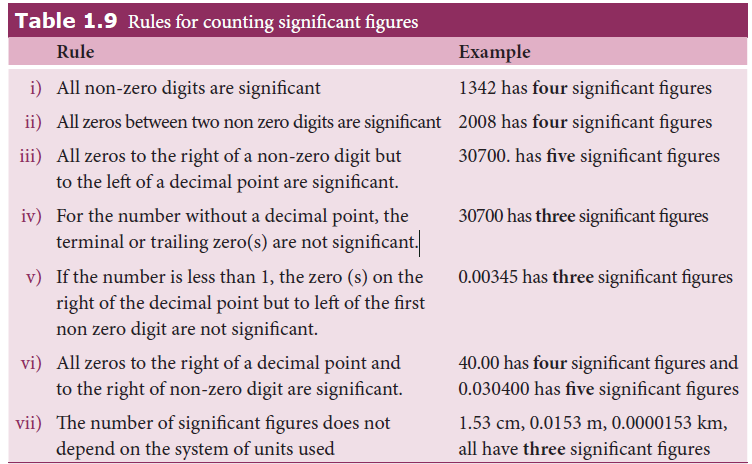 Table 1.9 Rules for counting significant figures
Rule Example
i) All non-zero digits are significant 1342 has four significant figures
ii) All zeros between two non zero digits are significant 2008 has four significant figures
iii) All zeros to the right of a non-zero digit but 30700. has five significant figures
to the left of a decimal point are significant.
iv) For the number without a decimal point, the 30700 has three significant figures
terminal or trailing zero(s) are not significant.
v) If the number is less than 1, the zero (s) on the 0.00345 has three significant figures
right of the decimal point but to left of the first
non zero digit are not significant.
vi) All zeros to the right of a decimal point and 40.00 has four significant figures and
to the right of non-zero digit are significant. 0.030400 has five significant figures
vii) The number of significant figures does not 1.53 cm, 0.0153 m, 0.0000153 km,
depend on the system of units used all have three significant figures